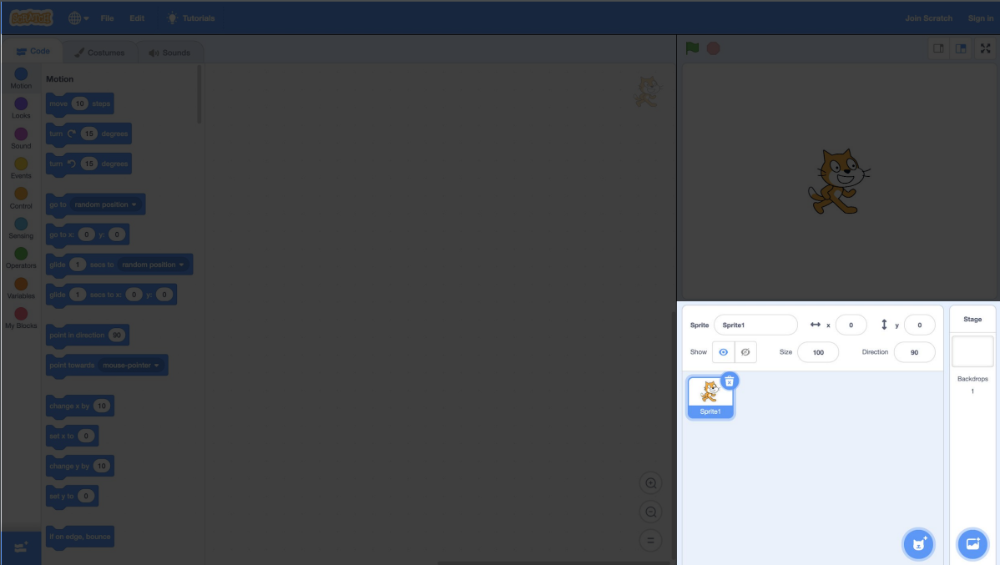 SCRATCH
File
Edit
Tutorials
Join Scratch
Sign in
Code
Costumes
Sounds
Motion
Looks
Sound
Events
Control
Sensing
Operators
Variables
My Blocks
Motion
move 10 steps
turn 15 degrees
turn 15 degrees
go to random position
go to x: 0 y: 0
glide 1 secs to random position
glide 1 secs to x: 0 y: 0
point in direction 90
point towards mouse-pointer
change x by 10
set x to 0
change y by 10
set y to 0
if on edge, bounce
Sprite Sprite1 x 0 y 0
Show Size 100 Direction 90
Sprite1
Stage
Backdrops
1